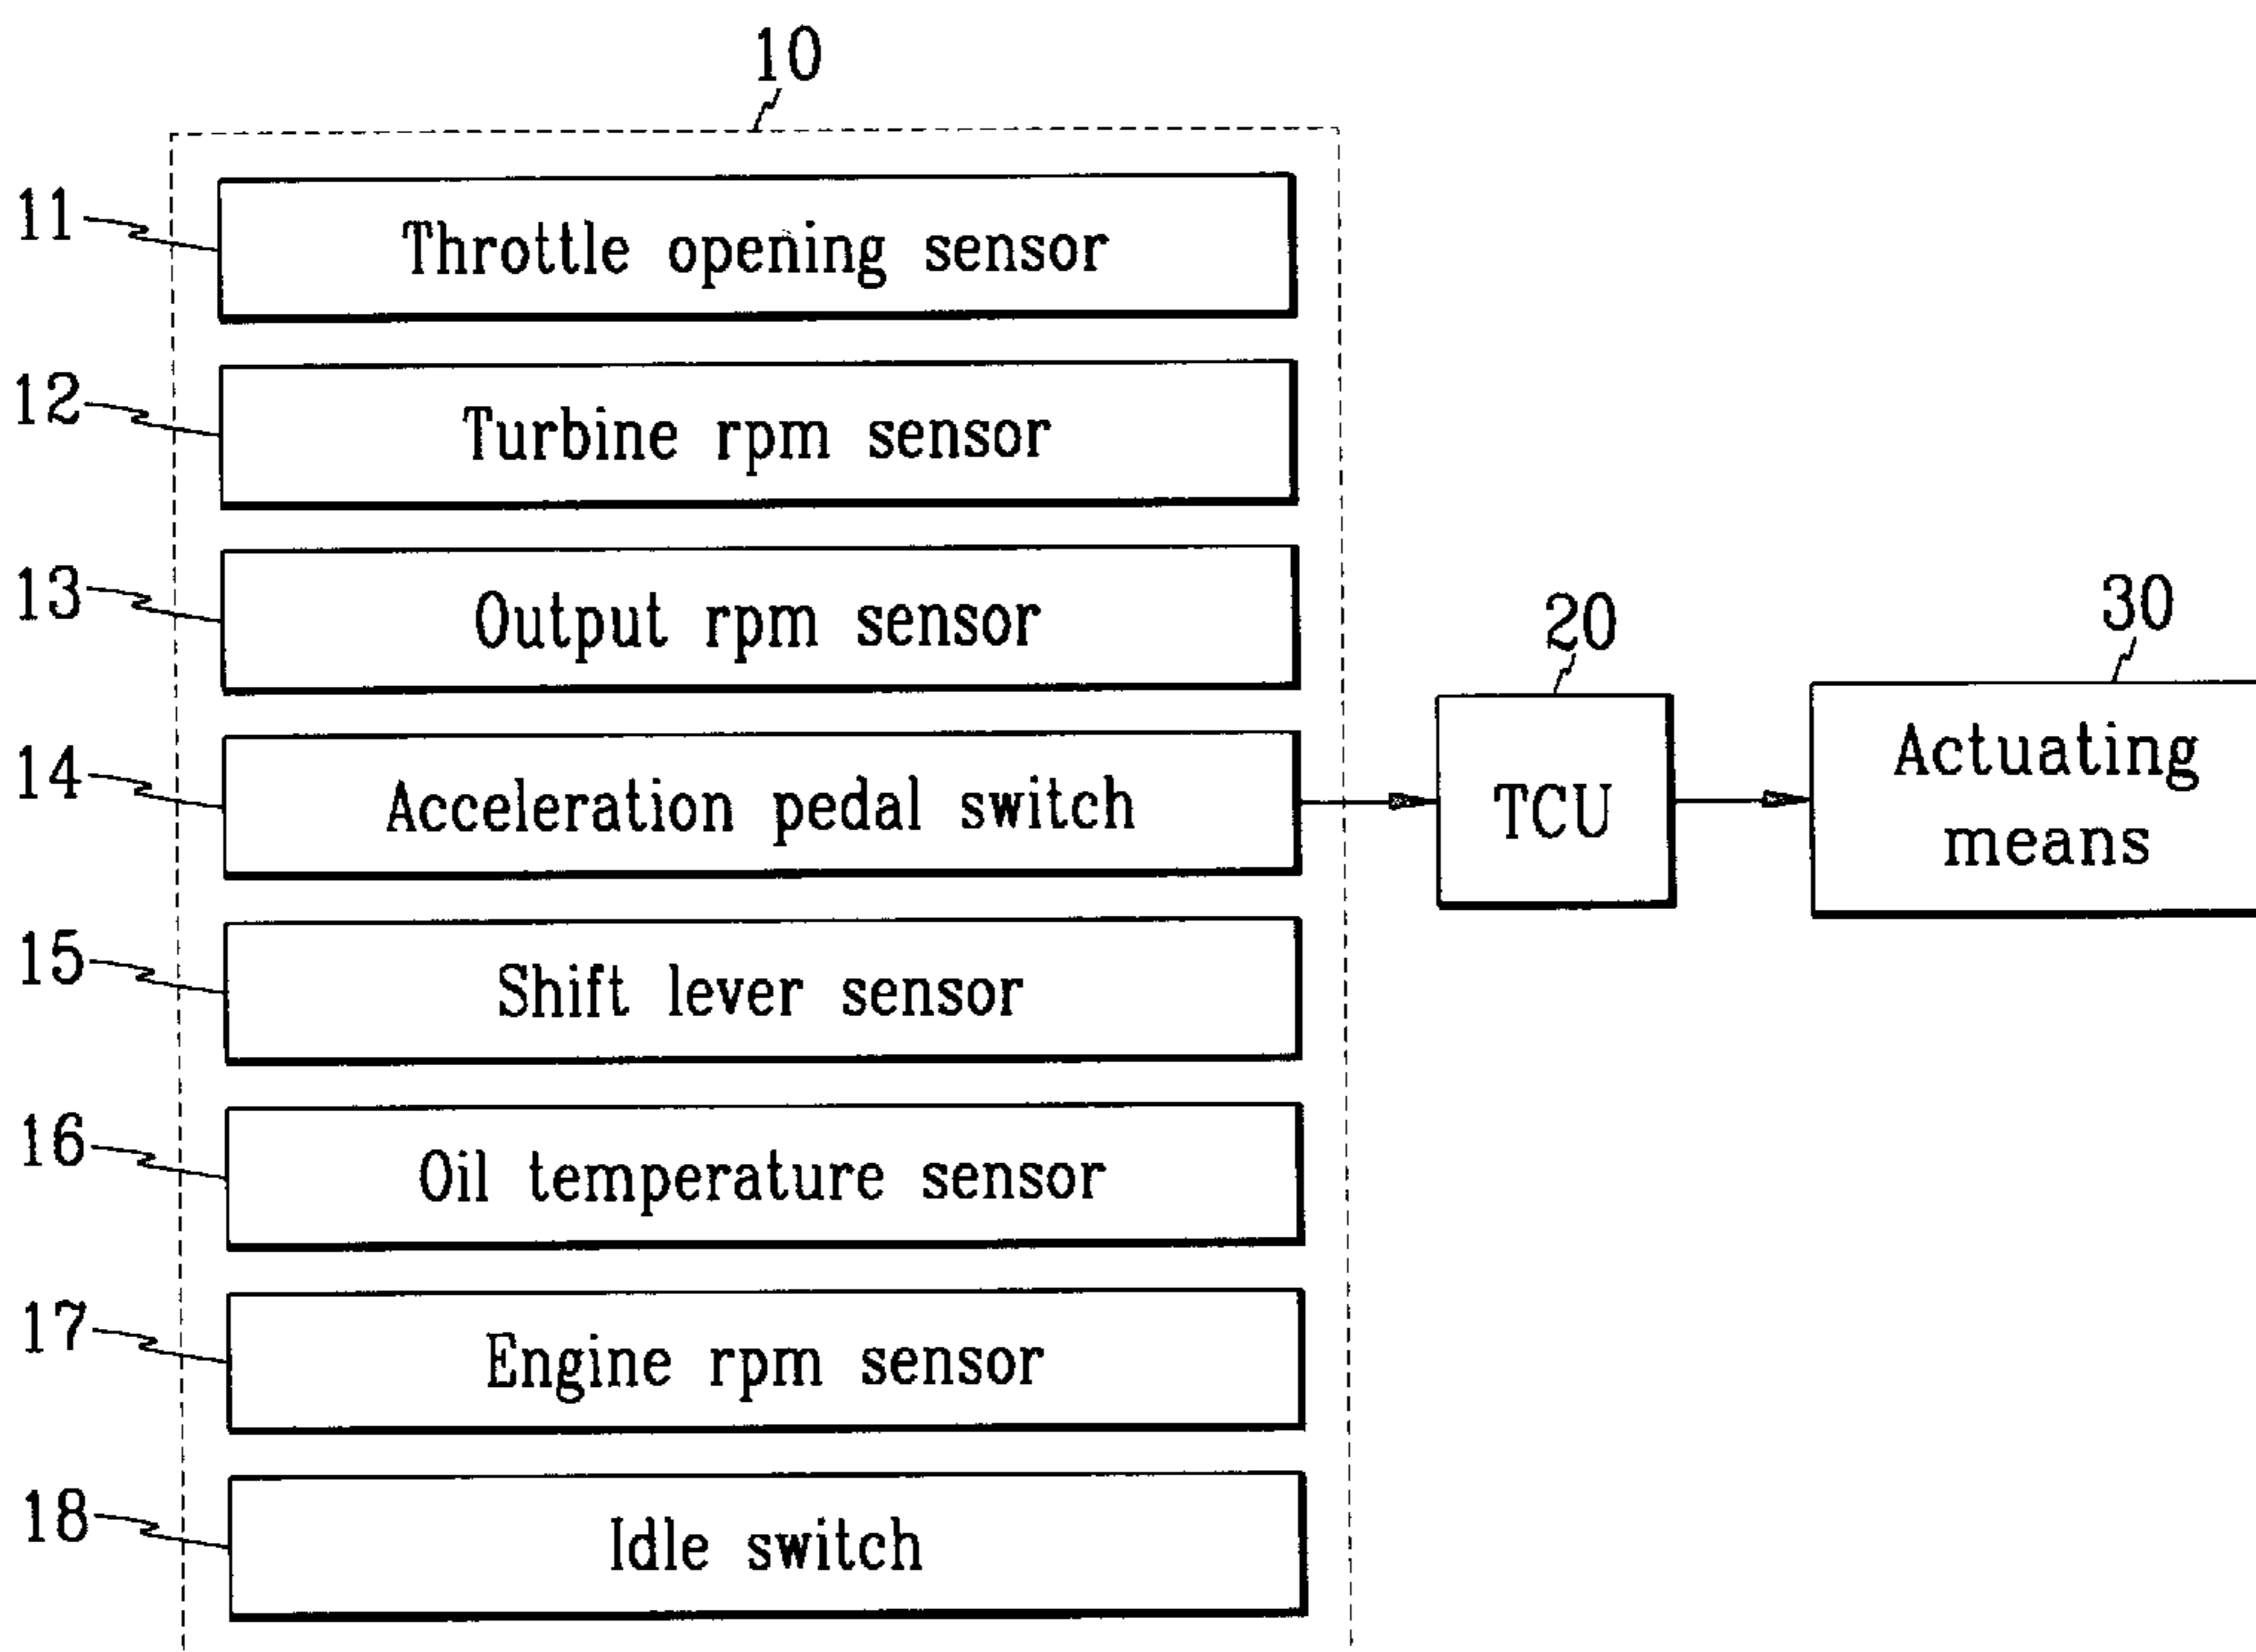 10
11
Throttle opening sensor
12
Turbine rpm sensor
13
Output rpm sensor
14
Acceleration pedal switch
15
Shift lever sensor
16
Oil temperature sensor
17
Engine rpm sensor
18
Idle switch
20
TCU
30
Actuating
means